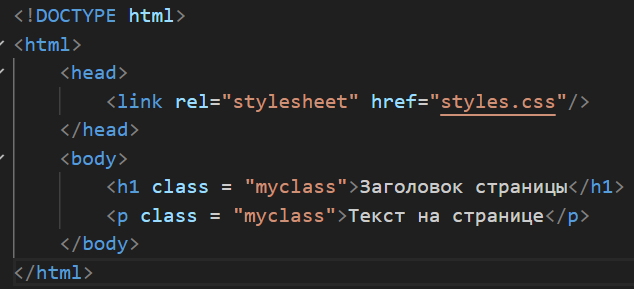 <!DOCTYPE html>
<html>
    <head>
        <link rel="stylesheet" href="styles.css"/>
    </head>
    <body>
        <h1 class = "myclass">Заголовок страницы</h1>
        <p class = "myclass">Текст на странице</p>
    </body>
</html>